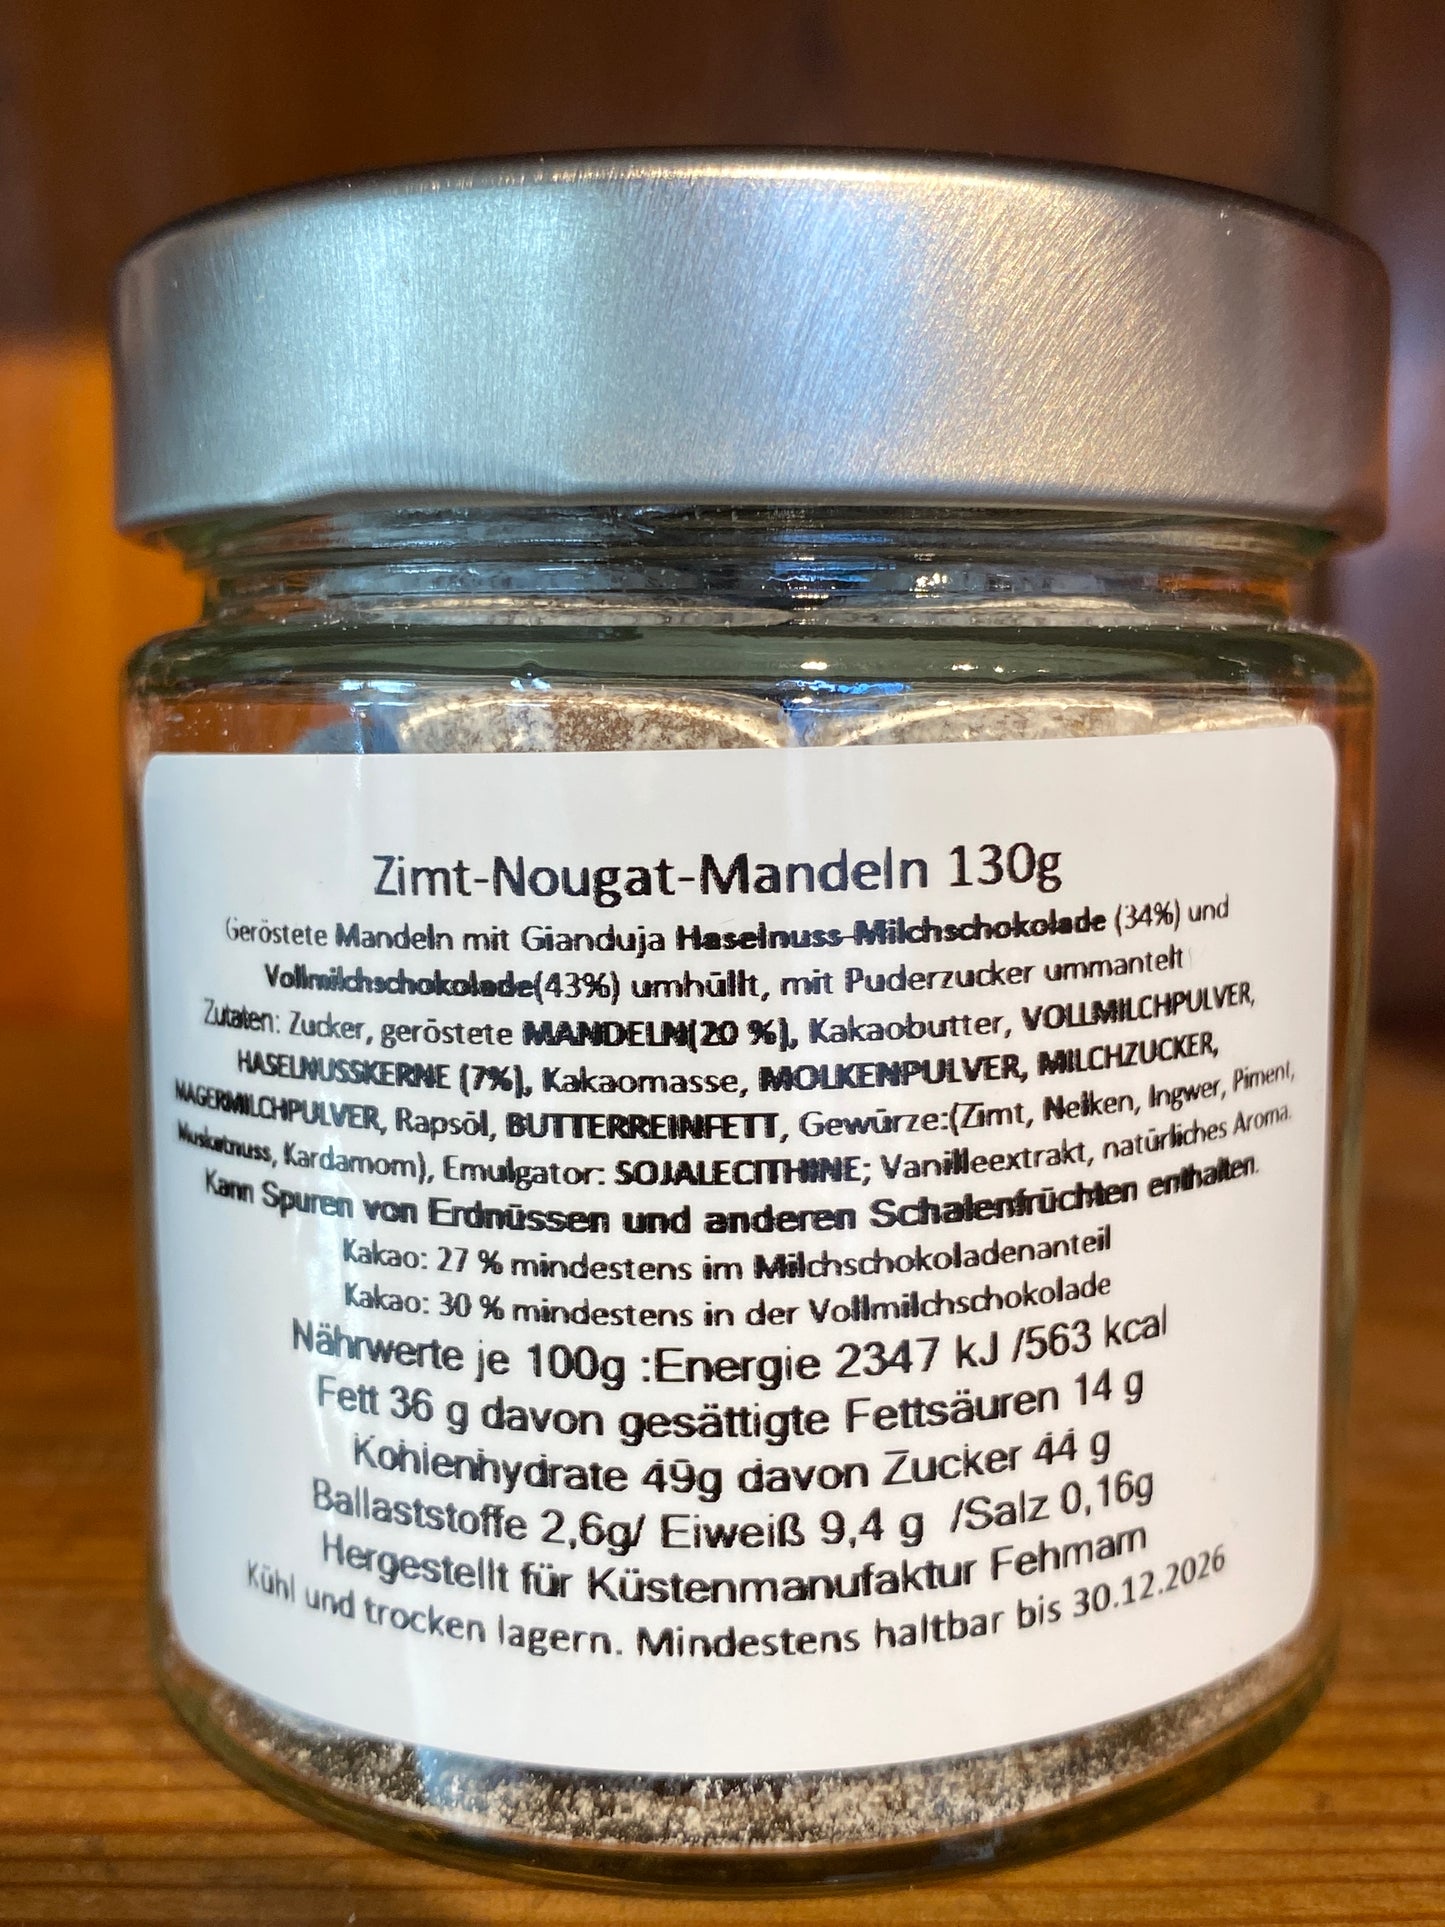 Zimt-Nougat-Mandeln 130g
Geröstete Mandeln mit Gianduja Haselnuss-Milchschokolade (34%) und
Vollmilchschokolade(43%) umhüllt, mit Puderzucker ummantelt
Zutaten: Zucker, geröstete MANDELN(20 %), Kakaobutter, VOLLMILCHPULVER,
HASELNUSSKERNE (7%), Kakaomasse, MOLKENPULVER, MILCHZUCKER,
MAGERMILCHPULVER, Rapsöl, BUTTERREINFETT, Gewürze:(Zimt, Nelken, Ingwer, Piment,
Muskatnuss, Kardamom), Emulgator: SOJALECITHINE; Vanilleextrakt, natürliches Aroma.
Kann Spuren von Erdnüssen und anderen Schalenfrüchten enthalten.
Kakao: 27 % mindestens im Milchschokoladenanteil
Kakao: 30 % mindestens in der Vollmilchschokolade
Nährwerte je 100g :Energie 2347 kJ /563 kcal
Fett 36 g davon gesättigte Fettsäuren 14 g
Kohlenhydrate 49g davon Zucker 44 g
Ballaststoffe 2,6g/ Eiweiß 9,4 g /Salz 0,16g
Hergestellt für Küstenmanufaktur Fehmarn
Kühl und trocken lagern. Mindestens haltbar bis 30.12.2026